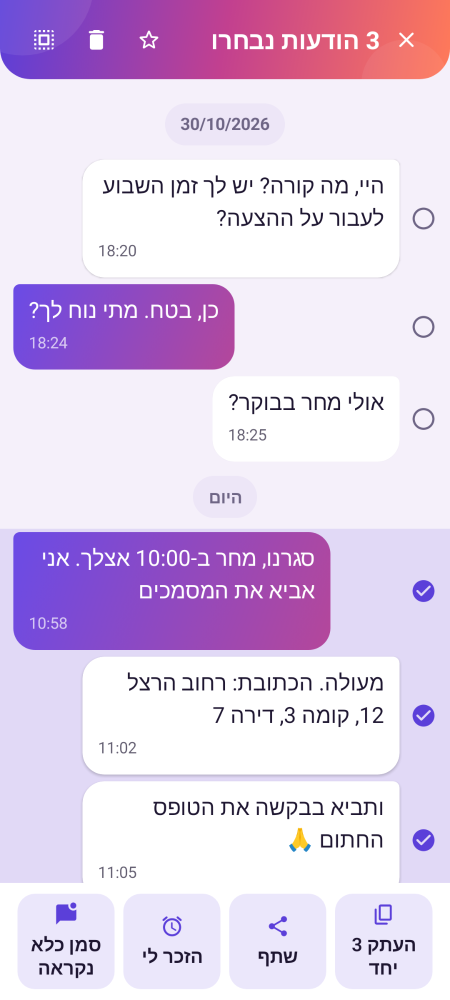 3 הודעות נבחרו
30/10/2026
היי, מה קורה? יש לך זמן השבוע
לעבור על ההצעה?
18:20
כן, בטח. מתי נוח לך?
18:24
אולי מחר בבוקר?
18:25
היום
סגרנו, מחר ב-10:00 אצלך. אני
אביא את המסמכים
10:58
מעולה. הכתובת: רחוב הרצל
12, קומה 3, דירה 7
11:02
ותביא בבקשה את הטופס
החתום 🙏
11:05
העתק 3
יחד
שתף
הזכר לי
סמן כלא
נקראה